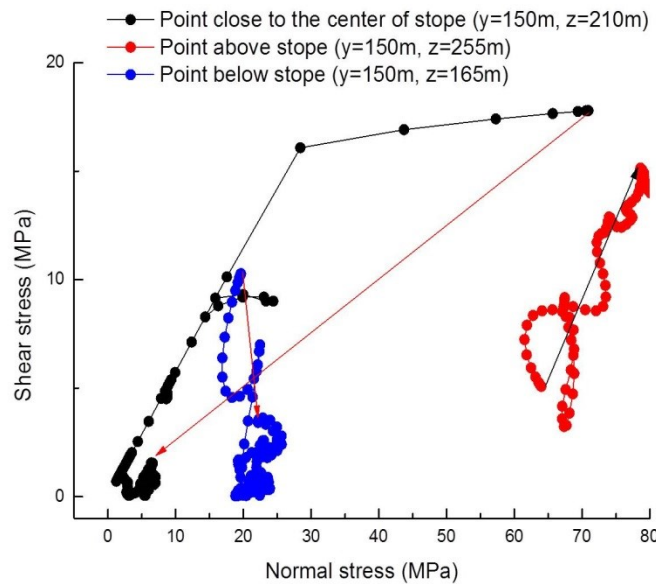 Point close to the center of stope (y=150m, z=210m)
Point above stope (y=150m, z=255m)
Point below stope (y=150m, z=165m)
20
10
0
Shear stress (MPa)
0 10 20 30 40 50 60 70 80
Normal stress (MPa)